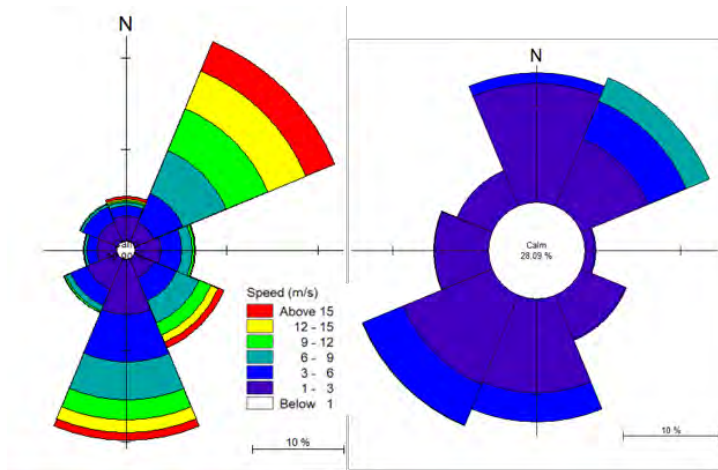 N
N
Calm
28.09 %
Speed (m/s)
Above 15
12 - 15
9 - 12
6 - 9
3 - 6
1 - 3
Below 1
10 %
10 %